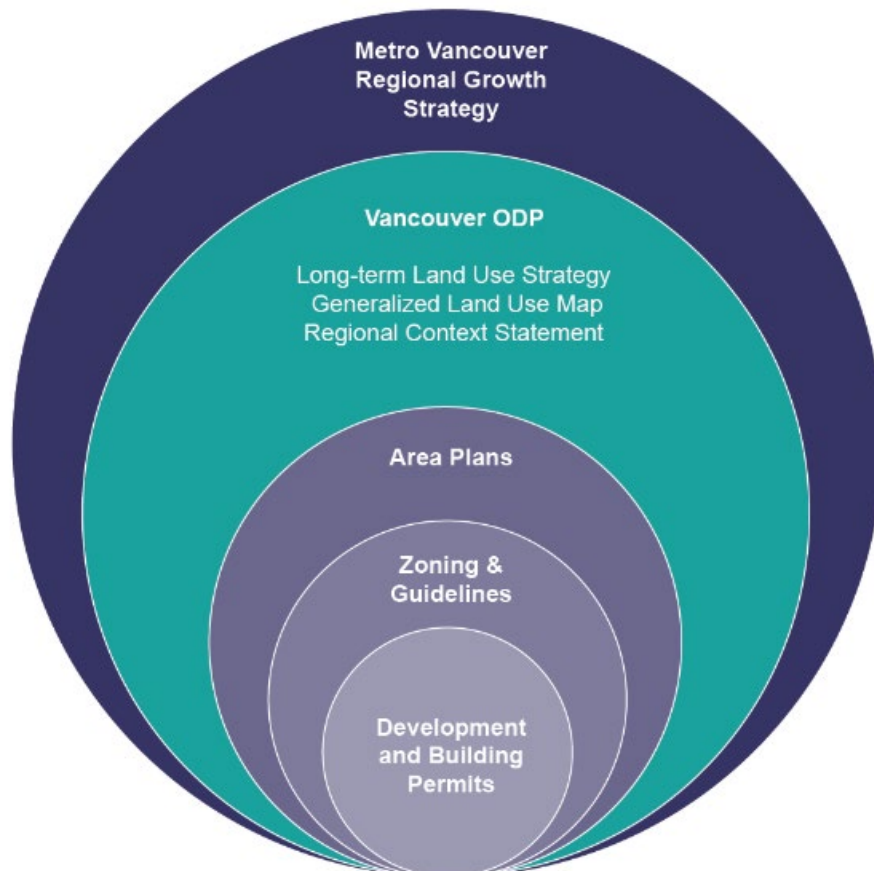 Metro Vancouver
Regional Growth
Strategy
Vancouver ODP
Long-term Land Use Strategy
Generalized Land Use Map
Regional Context Statement
Area Plans
Zoning &
Guidelines
Development
and Building
Permits